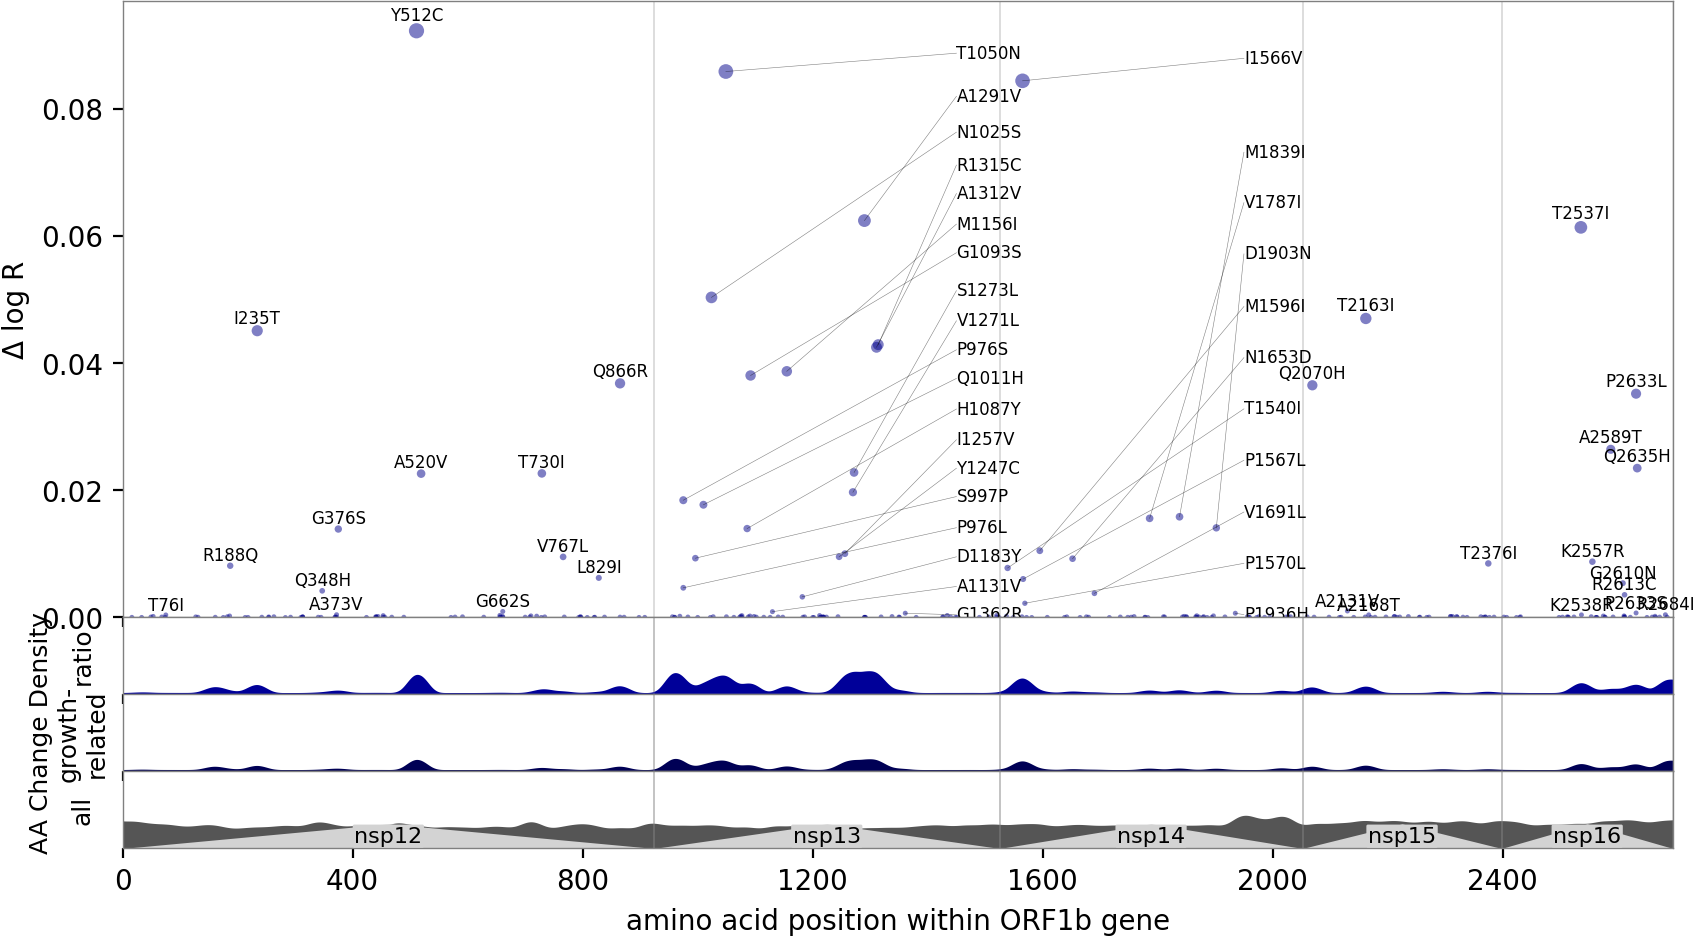 Y512C
T1050N
I1566V
A1291V
0.08
N1025S
M1839I
R1315C
A1312V
V1787I
T2537I
M1156I
0.06
G1093S
D1903N
S1273L
M1596I
T2163I
I235T
V1271L
Δ log R
P976S
N1653D
0.04
Q866R
Q2070H
Q1011H
P2633L
H1087Y
T1540I
I1257V
A2589T
Q2635H
A520V
T730I
Y1247C
P1567L
0.02
S997P
G376S
V1691L
P976L
V767L
R188Q
D1183Y
T2376I
K2557R
L829I
P1570L
G2610N
Q348H
R2613C
A1131V
T76I
A373V
G662S
A2131V
A2168T
K2538R
P2633S
R2684I
G1362R
P1936H
0.00
AA Change Density
ratio
growth-
related
all
nsp12
nsp13
nsp14
nsp15
nsp16
0
400
800
1200
1600
2000
2400
amino acid position within ORF1b gene